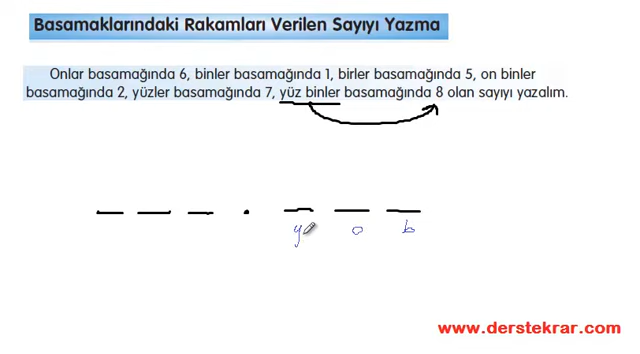 Basamaklarındaki Rakamları Verilen Sayıyı Yazma
Onlar basamağında 6, binler basamağında 1, birler basamağında 5, on binler
basamağında 2, yüzler basamağında 7, yüz binler basamağında 8 olan sayıyı yazalım.
y o b
www.derstekrar.com